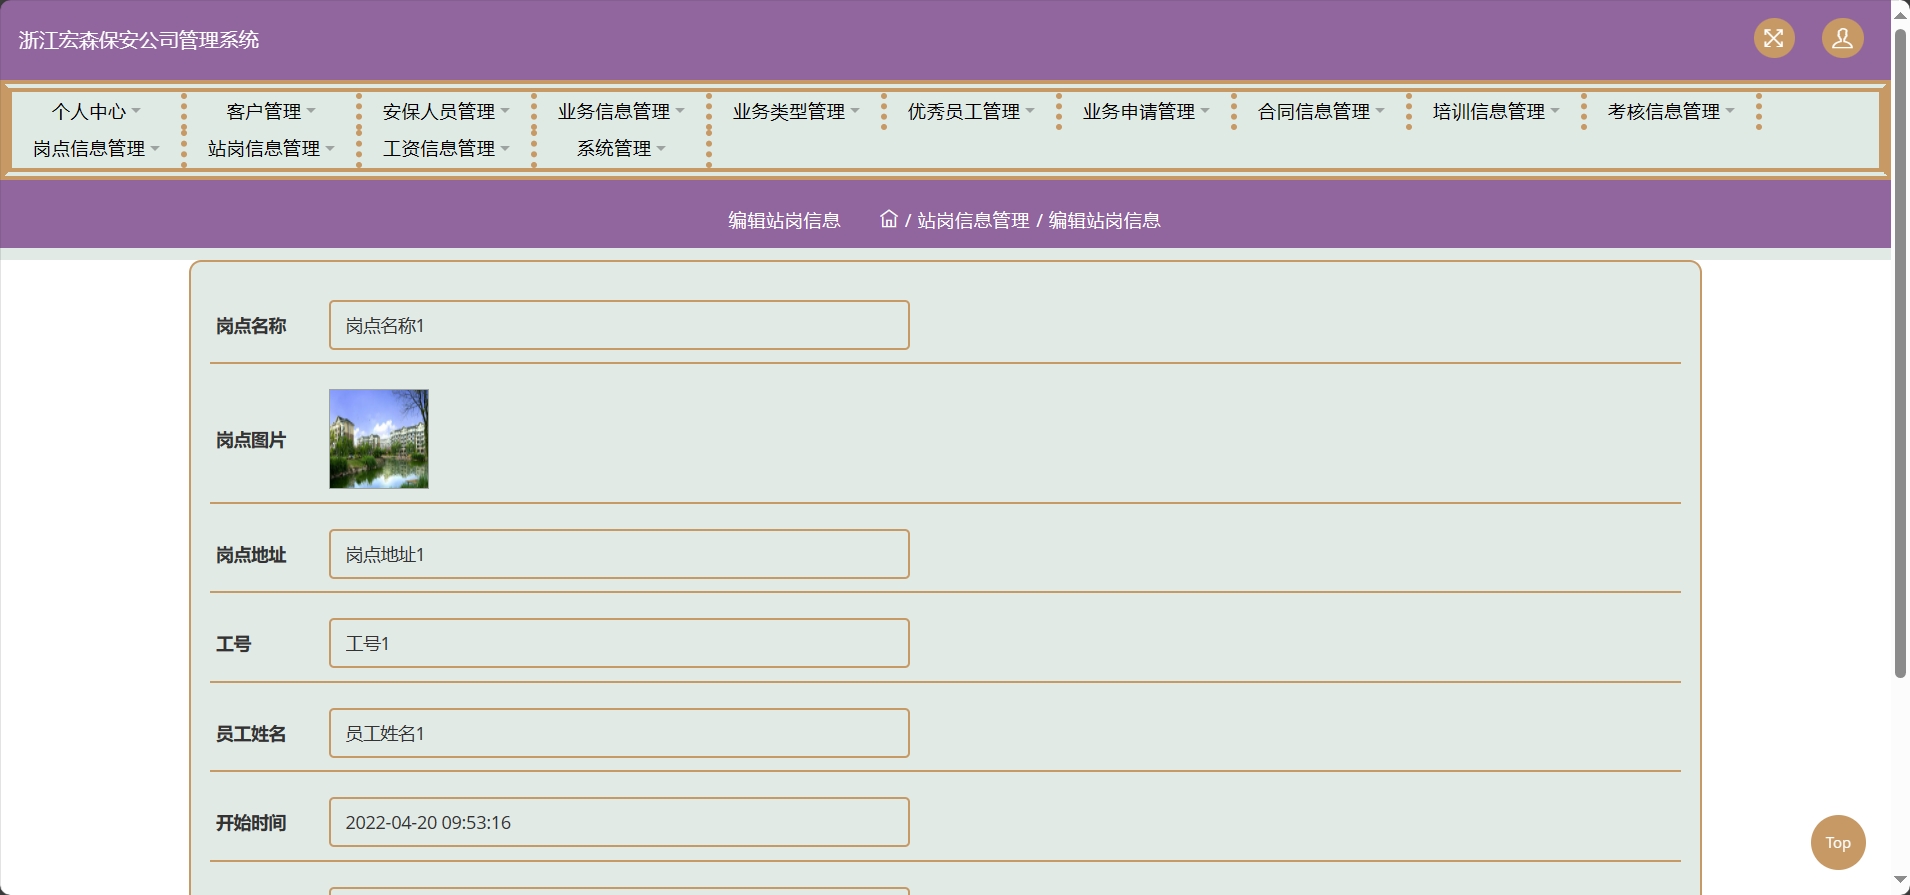 浙江宏森保安公司管理系统
个人中心 客户管理 安保人员管理 业务信息管理 业务类型管理 优秀员工管理 业务申请管理 合同信息管理 培训信息管理 考核信息管理
岗点信息管理 站岗信息管理 工资信息管理 系统管理
编辑站岗信息 / 站岗信息管理 / 编辑站岗信息
岗点名称 岗点名称1
岗点图片
岗点地址 岗点地址1
工号 工号1
员工姓名 员工姓名1
开始时间 2022-04-20 09:53:16
Top